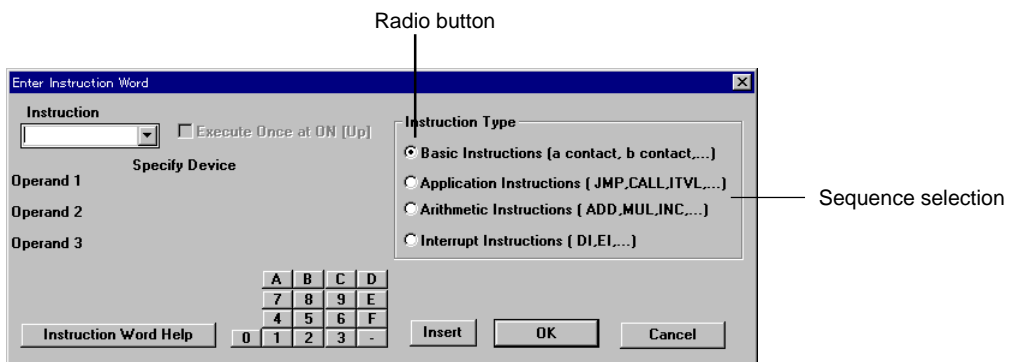 Radio button
Enter Instruction Word
Instruction
Execute Once at ON [Up]
Specify Device
Operand 1
Operand 2
Operand 3
Instruction Type
Basic Instructions (a contact, b contact,...)
Application Instructions ( JMP,CALL,ITVL,...)
Arithmetic Instructions ( ADD,MUL,INC,...)
Interrupt Instructions ( DI,EI,...)
Sequence selection
A B C D
7 8 9 E
4 5 6 F
0 1 2 3 -
Instruction Word Help
Insert
OK
Cancel